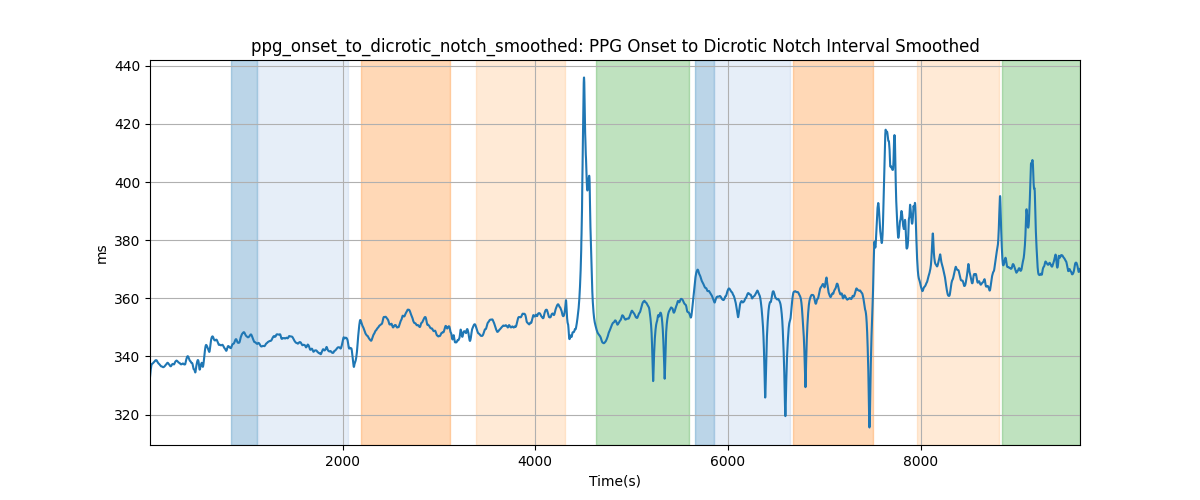 ppg_onset_to_dicrotic_notch_smoothed: PPG Onset to Dicrotic Notch Interval Smoothed
440
420
400
380
360
340
320
ms
2000 4000 6000 8000
Time(s)